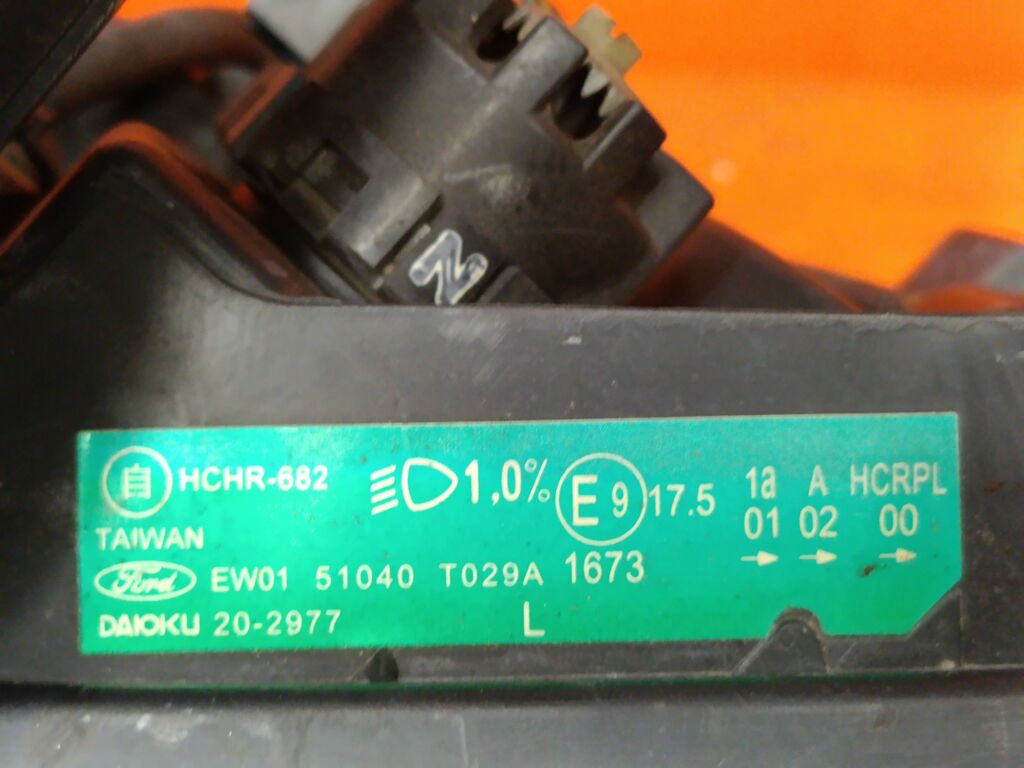 自 HCHR-682 1,0% E9 17.5 1a A HCRPL
01 02 00
TAIWAN
Ford EW01 51040 T029A 1673
DAIOKU 20-2977 L
N